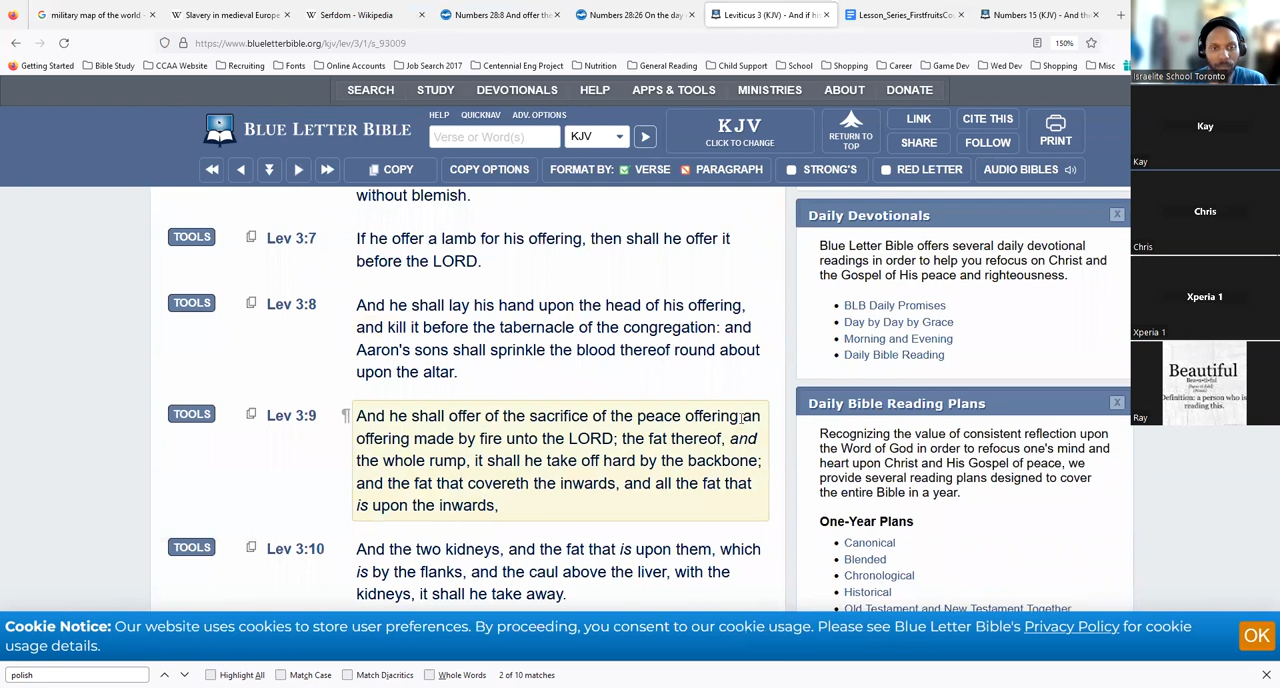 military map of the world -
Slavery in medieval Europe
Serfdom - Wikipedia
Numbers 28:8 And offer the
Numbers 28:26 On the day
Leviticus 3 (KJV) - And if his
Lesson_Series_FirstfruitsCo
Numbers 15 (KJV) - And the
https://www.blueletterbible.org/kjv/lev/3/1/s_93009
150%
Getting Started
Bible Study
CCAA Website
Recruiting
Fonts
Online Accounts
Job Search 2017
Centennial Eng Project
Nutrition
General Reading
Child Support
School
Shopping
Career
Game Dev
Wed Dev
Shopping
Misc
SEARCH STUDY DEVOTIONALS HELP APPS & TOOLS MINISTRIES ABOUT DONATE
BLUE LETTER BIBLE
HELP QUICKNAV ADV. OPTIONS
Verse or Word(s)
KJV
KJV
CLICK TO CHANGE
RETURN TO
TOP
LINK
CITE THIS
SHARE
FOLLOW
PRINT
COPY
COPY OPTIONS
FORMAT BY: VERSE PARAGRAPH
STRONG'S
RED LETTER
AUDIO BIBLES
without blemish.
TOOLS
Lev 3:7
If he offer a lamb for his offering, then shall he offer it
before the LORD.
TOOLS
Lev 3:8
And he shall lay his hand upon the head of his offering,
and kill it before the tabernacle of the congregation: and
Aaron's sons shall sprinkle the blood thereof round about
upon the altar.
TOOLS
Lev 3:9
¶
And he shall offer of the sacrifice of the peace offering an
offering made by fire unto the LORD; the fat thereof, and
the whole rump, it shall he take off hard by the backbone;
and the fat that covereth the inwards, and all the fat that
is upon the inwards,
TOOLS
Lev 3:10
And the two kidneys, and the fat that is upon them, which
is by the flanks, and the caul above the liver, with the
kidneys, it shall he take away.
Daily Devotionals
X
Blue Letter Bible offers several daily devotional
readings in order to help you refocus on Christ and
the Gospel of His peace and righteousness.
• BLB Daily Promises
• Day by Day by Grace
• Morning and Evening
• Daily Bible Reading
Daily Bible Reading Plans
X
Recognizing the value of consistent reflection upon
the Word of God in order to refocus one's mind and
heart upon Christ and His Gospel of peace, we
provide several reading plans designed to cover
the entire Bible in a year.
One-Year Plans
• Canonical
• Blended
• Chronological
• Historical
• Old Testament and New Testament Together
Cookie Notice: Our website uses cookies to store user preferences. By proceeding, you consent to our cookie usage. Please see Blue Letter Bible's Privacy Policy for cookie
usage details.
OK
polish
Highlight All
Match Case
Match Diacritics
Whole Words
2 of 10 matches
Israelite School Toronto
Kay
Kay
Chris
Chris
Xperia 1
Xperia 1
Beautiful
Definition: a person who is
reading this.
Ray